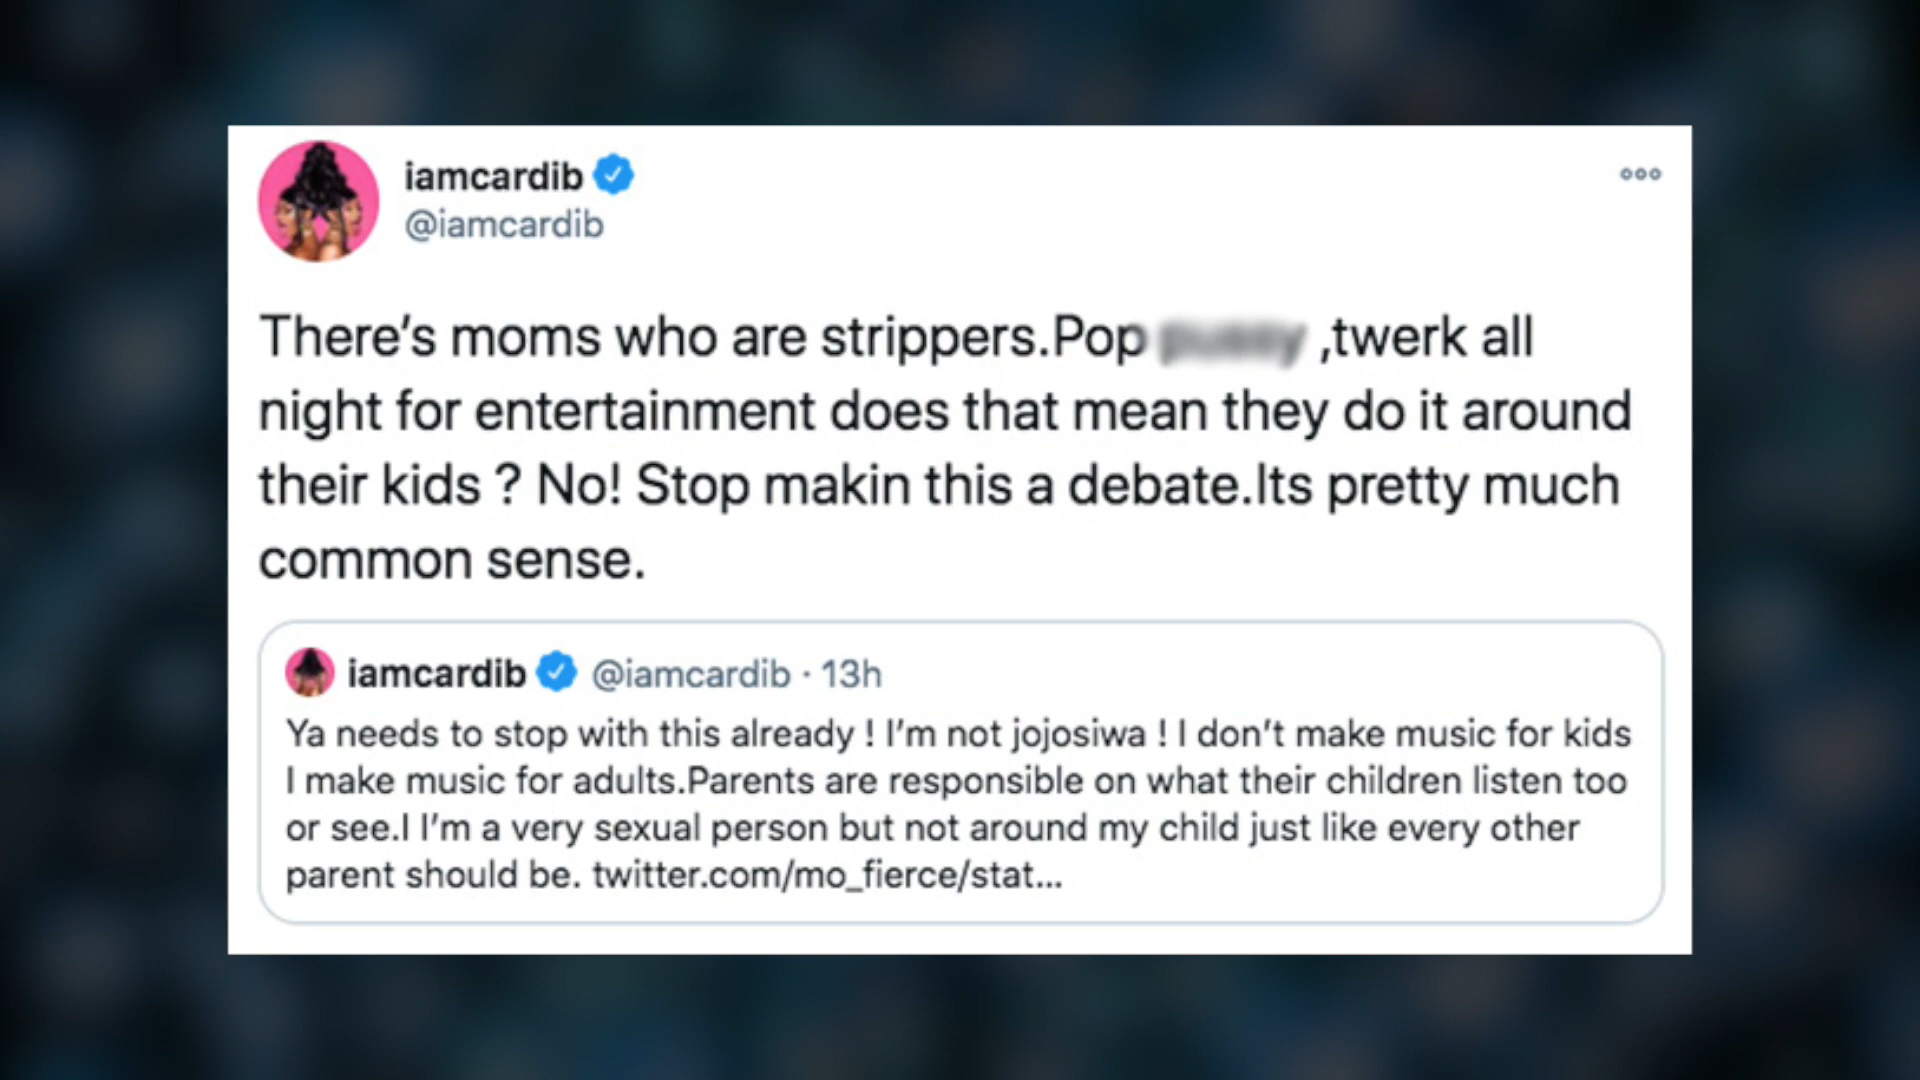 iamcardib
@iamcardib
There's moms who are strippers.Pop ,twerk all
night for entertainment does that mean they do it around
their kids ? No! Stop makin this a debate.Its pretty much
common sense.
iamcardib @iamcardib · 13h
Ya needs to stop with this already ! I'm not jojosiwa ! I don't make music for kids
I make music for adults.Parents are responsible on what their children listen too
or see.I I'm a very sexual person but not around my child just like every other
parent should be. twitter.com/mo_fierce/stat...